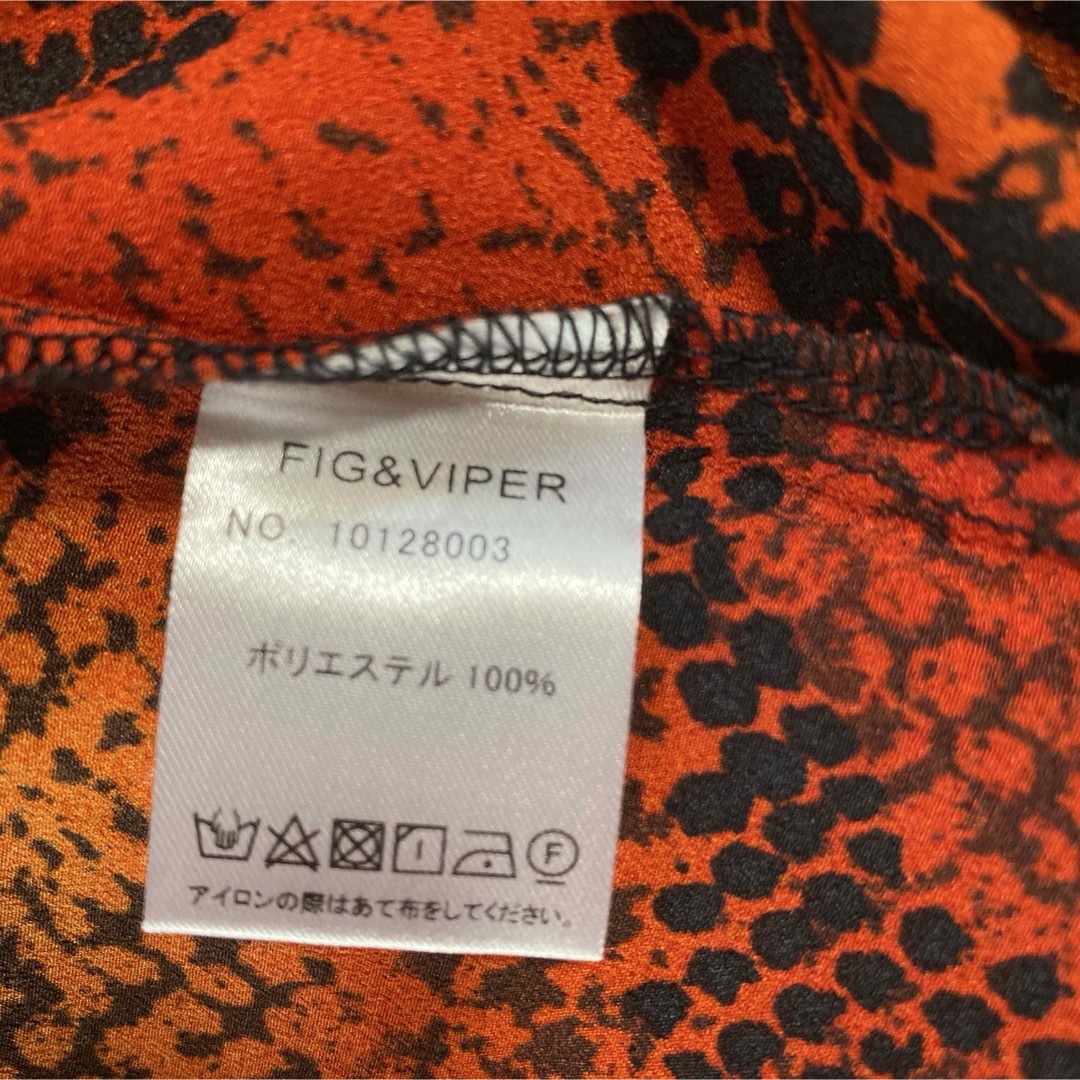 FIG&VIPER
NO. 10128003
ポリエステル 100%
F
アイロンの際はあて布をしてください。